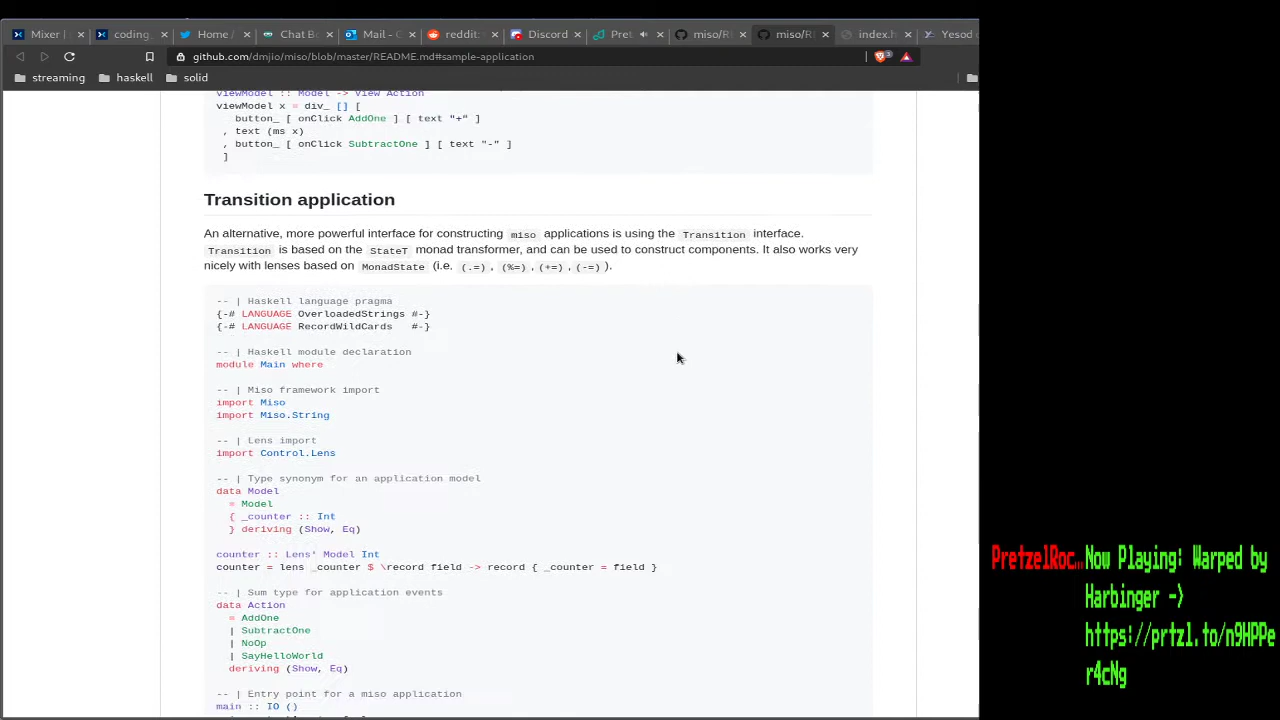 Mixer |
coding
Home /
Chat Bo
Mail - C
reddit:
Discord
Pret
miso/RE
miso/RE
index.h
Yesod
github.com/dmjio/miso/blob/master/README.md#sample-application
3
streaming
haskell
solid
viewModel :: Model -> View Action
viewModel x = div_ [] [
button_ [ onClick AddOne ] [ text "+" ]
, text (ms x)
, button_ [ onClick SubtractOne ] [ text "-" ]
]
Transition application
An alternative, more powerful interface for constructing miso applications is using the Transition interface.
Transition is based on the StateT monad transformer, and can be used to construct components. It also works very
nicely with lenses based on MonadState (i.e. (.=), (%=),(+=),(-=)).
-- | Haskell language pragma
{-# LANGUAGE OverloadedStrings #-}
{-# LANGUAGE RecordWildCards   #-}
-- | Haskell module declaration
module Main where
-- | Miso framework import
import Miso
import Miso.String
-- | Lens import
import Control.Lens
-- | Type synonym for an application model
data Model
= Model
{ _counter :: Int
} deriving (Show, Eq)
counter :: Lens' Model Int
counter = lens _counter $ \record field -> record { _counter = field }
-- | Sum type for application events
data Action
= AddOne
| SubtractOne
| NoOp
| SayHelloWorld
deriving (Show, Eq)
-- | Entry point for a miso application
main :: IO ()
PretzelRoc… Now Playing: Warped by
Harbinger ->
https://prtzl.to/n9HPPe
r4cNg